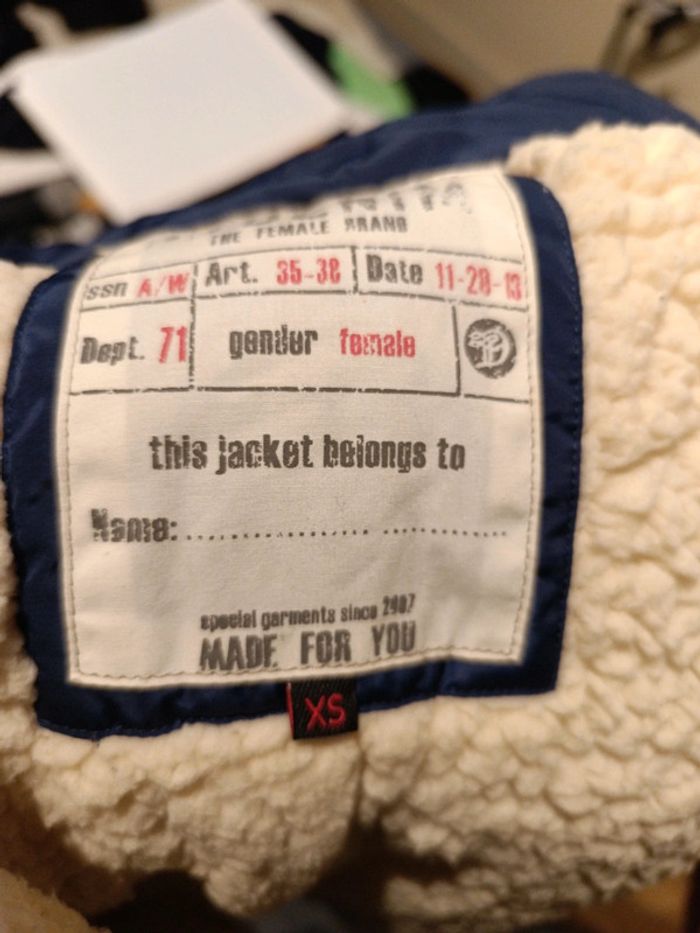 THE FEMALE BRAND
ssn A/W Art. 35-38 Date 11-28-13
Dept. 71 gender female
this jacket belongs to
Name:
special garments since 2007
MADE FOR YOU
XS